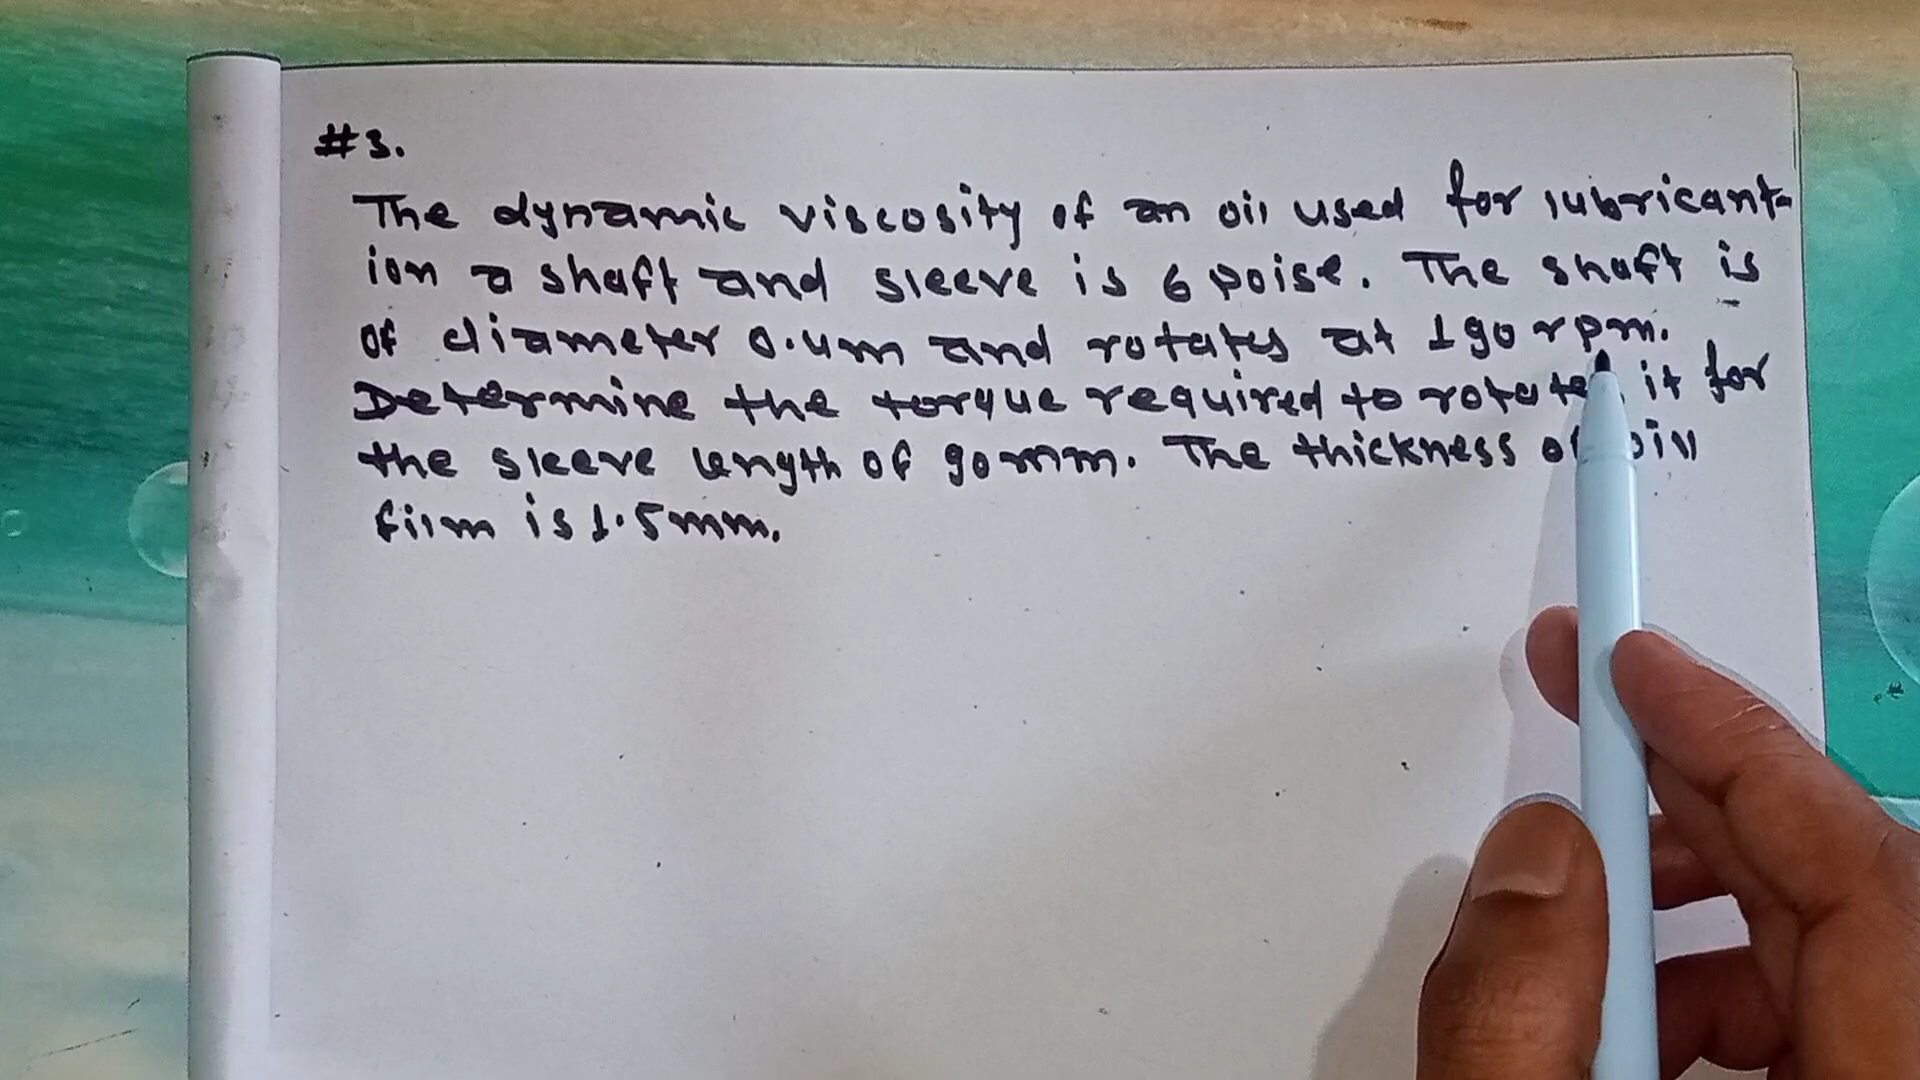 #3.
The dynamic viscosity of an oil used for lubricant-
ion a shaft and sleeve is 6 poise. The shaft is
of diameter 0.4m and rotates at 190 rpm.
Determine the torque required to rotate it for
the sleeve length of 90mm. The thickness of oil
film is 1.5mm.